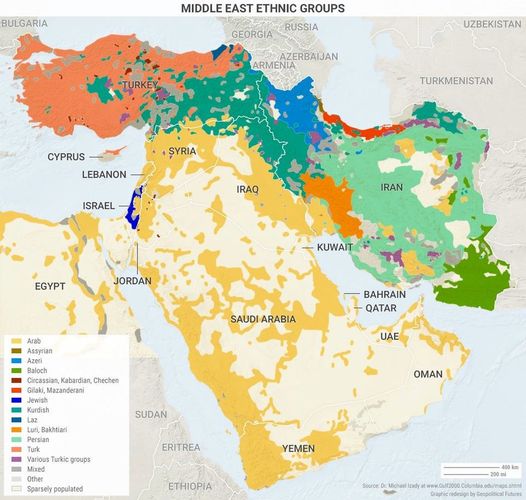 MIDDLE EAST ETHNIC GROUPS
BULGARIA
RUSSIA
UZBEKISTAN
GEORGIA
ARMENIA
AZERBAIJAN
TURKMENISTAN
TURKEY
CYPRUS
SYRIA
LEBANON
IRAQ
IRAN
ISRAEL
KUWAIT
JORDAN
EGYPT
BAHRAIN
QATAR
SAUDI ARABIA
UAE
OMAN
YEMEN
SUDAN
ERITREA
ETHIOPIA
Arab
Assyrian
Azeri
Baloch
Circassian, Kabardian, Chechen
Gilaki, Mazanderani
Jewish
Kurdish
Laz
Luri, Bakhtiari
Persian
Turk
Various Turkic groups
Mixed
Other
Sparsely populated
400 km
200 mi
Source: Dr. Michael Izady at www.Gulf2000.Columbia.edu/maps.shtml
Graphic redesign by Geopolitical Futures